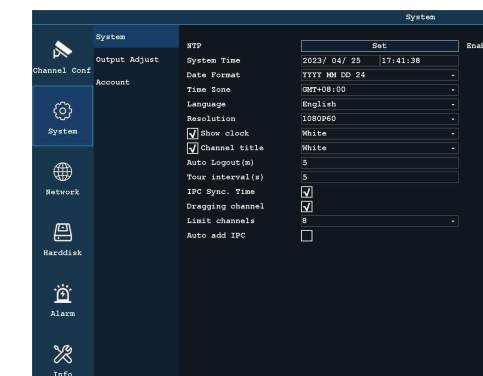 System
System
NTP Set Enab
Output Adjust
System Time 2023/ 04/ 25 17:41:38
Channel Conf
Date Format YYYY MM DD 24
Account
Time Zone GMT+08:00
Language English
Resolution 1080P60
System
Show clock White
Channel title White
Auto Logout(m) 5
Tour interval(s) 5
IPC Sync. Time
Network
Dragging channel
Limit channels 8
Auto add IPC
Harddisk
Alarm
Info